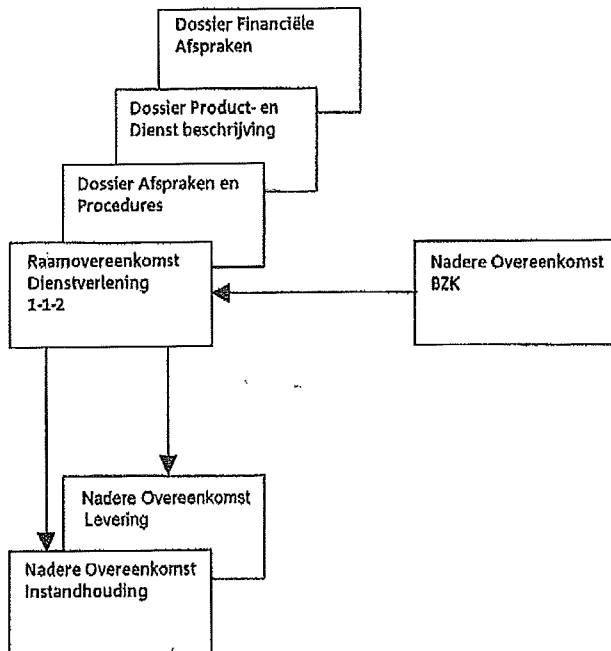 Dossier Financiële
Afspraken
Dossier Product- en
Dienst beschrijving
Dossier Afspraken en
Procedures
Raamovereenkomst
Dienstverlening
1-1-2
Nadere Overeenkomst
BZK
Nadere Overeenkomst
Levering
Nadere Overeenkomst
Instandhouding